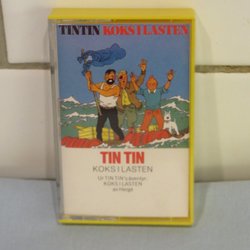 TINTIN KOKS I LASTEN
TIN TIN
KOKS I LASTEN
Ur TIN TIN's äventyr:
KOKS I LASTEN
av Hergé